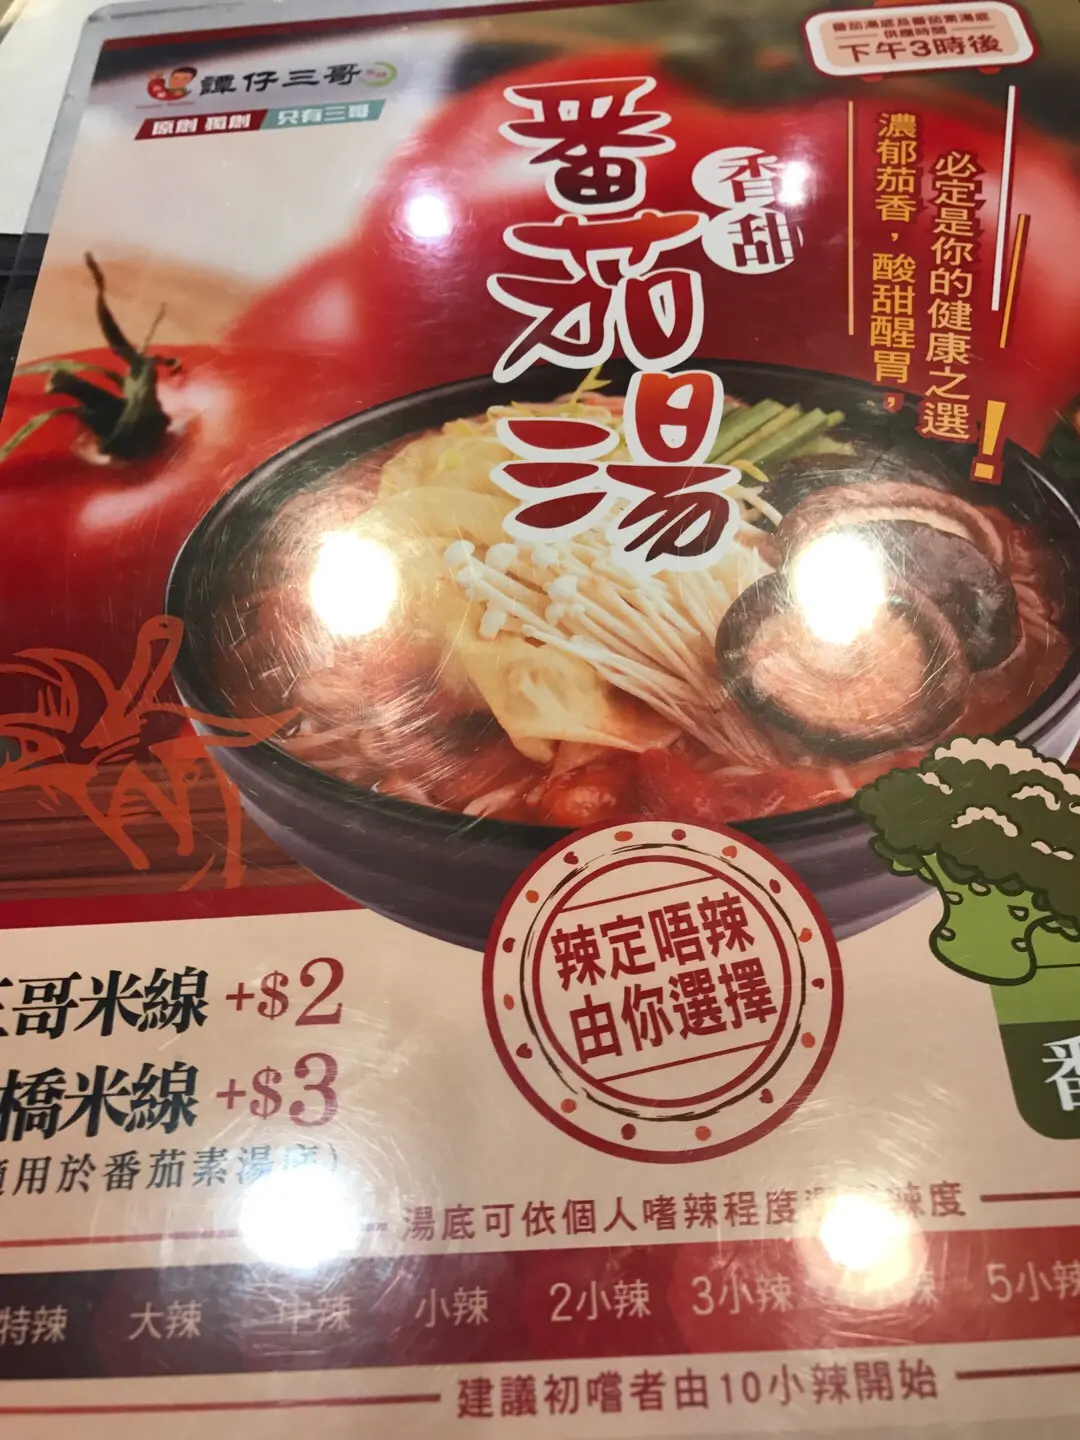 譚仔三哥
原創 獨創 只有三哥
番茄湯底及番茄素湯底
供應時間
下午3時後
香甜
番茄湯
濃郁茄香，酸甜醒胃，
必定是你的健康之選！
辣定唔辣
由你選擇
三哥米線 +$2
橋米線 +$3
適用於番茄素湯底)
番
湯底可依個人嗜辣程度 辣度
特辣 大辣 中辣 小辣 2小辣 3小辣 小辣 5小辣
建議初嚐者由10小辣開始